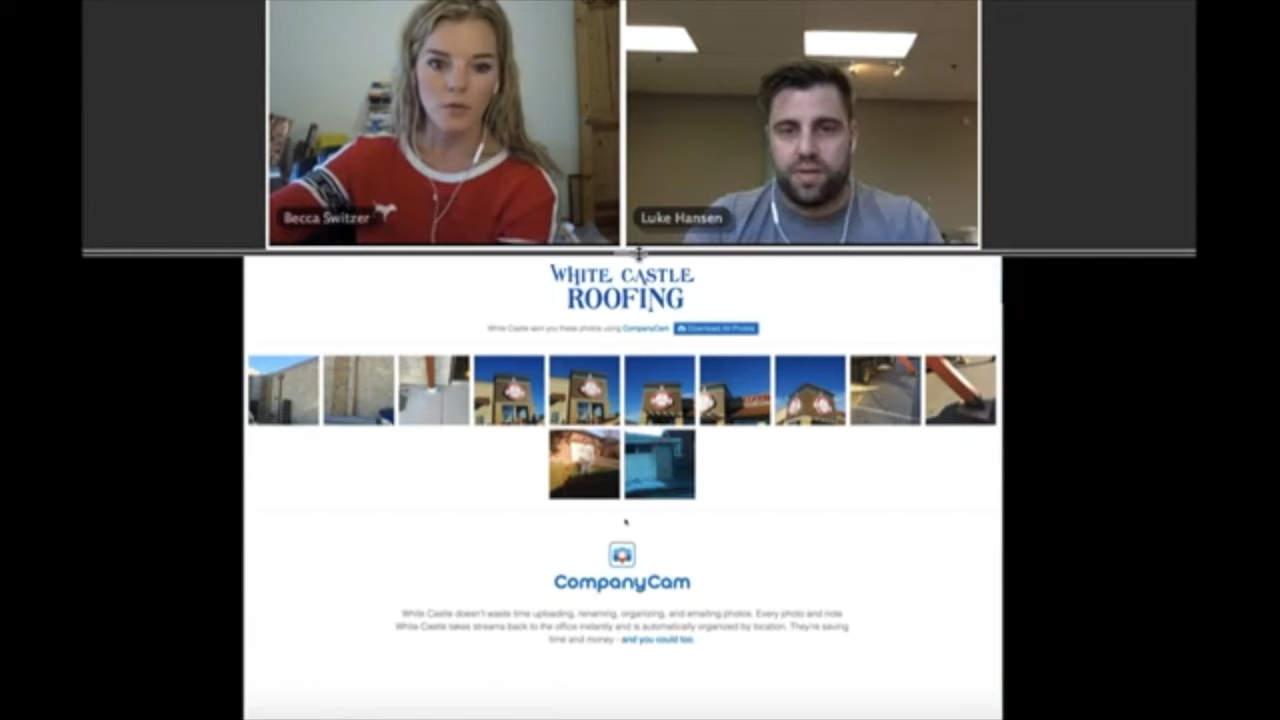 Becca Switzer
Luke Hansen
WHITE CASTLE
ROOFING
White Castle sent you these photos using CompanyCam Download All Photos
CompanyCam
White Castle doesn't waste time uploading, renaming, organizing, and emailing photos. Every photo and note
White Castle takes streams back to the office instantly and is automatically organized by location. They're saving
time and money - and you could too.